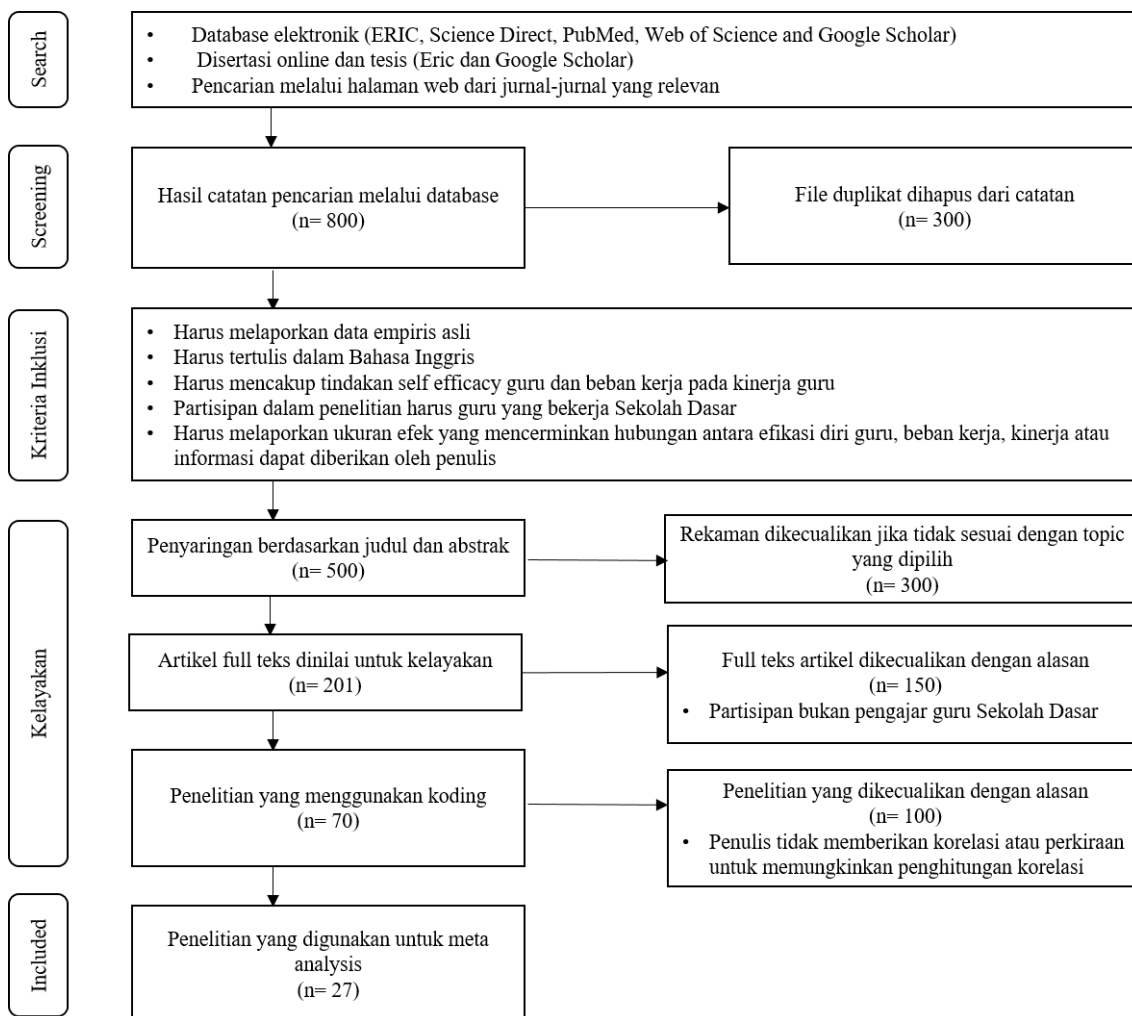 Search
• Database elektronik (ERIC, Science Direct, PubMed, Web of Science and Google Scholar)
• Disertasi online dan tesis (Eric dan Google Scholar)
• Pencarian melalui halaman web dari jurnal-jurnal yang relevan
Screening
Hasil catatan pencarian melalui database
(n= 800)
File duplikat dihapus dari catatan
(n= 300)
Kriteria Inklusi
• Harus melaporkan data empiris asli
• Harus tertulis dalam Bahasa Inggris
• Harus mencakup tindakan self efficacy guru dan beban kerja pada kinerja guru
• Partisipan dalam penelitian harus guru yang bekerja Sekolah Dasar
• Harus melaporkan ukuran efek yang mencerminkan hubungan antara efikasi diri guru, beban kerja, kinerja atau
informasi dapat diberikan oleh penulis
Kelayakan
Penyaringan berdasarkan judul dan abstrak
(n= 500)
Rekaman dikecualikan jika tidak sesuai dengan topic
yang dipilih
(n= 300)
Artikel full teks dinilai untuk kelayakan
(n= 201)
Full teks artikel dikecualikan dengan alasan
(n= 150)
• Partisipan bukan pengajar guru Sekolah Dasar
Penelitian yang menggunakan koding
(n= 70)
Penelitian yang dikecualikan dengan alasan
(n= 100)
• Penulis tidak memberikan korelasi atau perkiraan
untuk memungkinkan penghitungan korelasi
Included
Penelitian yang digunakan untuk meta
analysis
(n= 27)